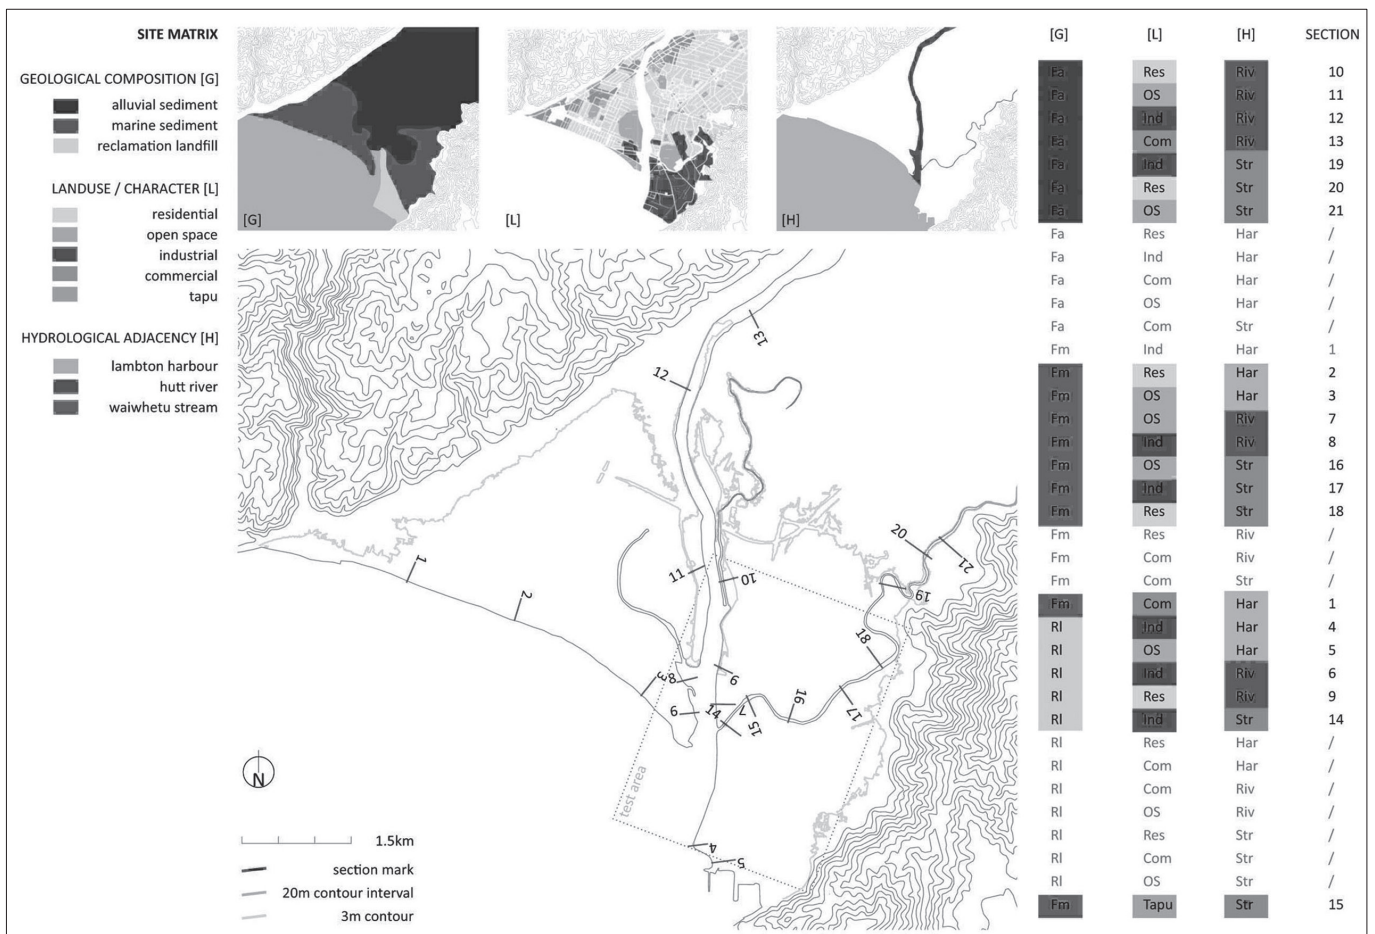 SITE MATRIX
GEOLOGICAL COMPOSITION [G]
alluvial sediment
marine sediment
reclamation landfill
LANDUSE / CHARACTER [L]
residential
open space
industrial
commercial
tapu
HYDROLOGICAL ADJACENCY [H]
lambton harbour
hutt river
waiwhetu stream
[G]
[L]
[H]
13
12
1
2
11
10
20
21
19
18
3
8
9
6
14
7
15
16
17
test area
4
5
N
1.5km
section mark
20m contour interval
3m contour
[G] [L] [H] SECTION
Fa Res Riv 10
Fa OS Riv 11
Fa Ind Riv 12
Fa Com Riv 13
Fa Ind Str 19
Fa Res Str 20
Fa OS Str 21
Fa Res Har /
Fa Ind Har /
Fa Com Har /
Fa OS Har /
Fa Com Str /
Fm Ind Har 1
Fm Res Har 2
Fm OS Har 3
Fm OS Riv 7
Fm Ind Riv 8
Fm OS Str 16
Fm Ind Str 17
Fm Res Str 18
Fm Res Riv /
Fm Com Riv /
Fm Com Str /
Fm Com Har 1
Rl Ind Har 4
Rl OS Har 5
Rl Ind Riv 6
Rl Res Riv 9
Rl Ind Str 14
Rl Res Har /
Rl Com Har /
Rl Com Riv /
Rl OS Riv /
Rl Res Str /
Rl Com Str /
Rl OS Str /
Fm Tapu Str 15